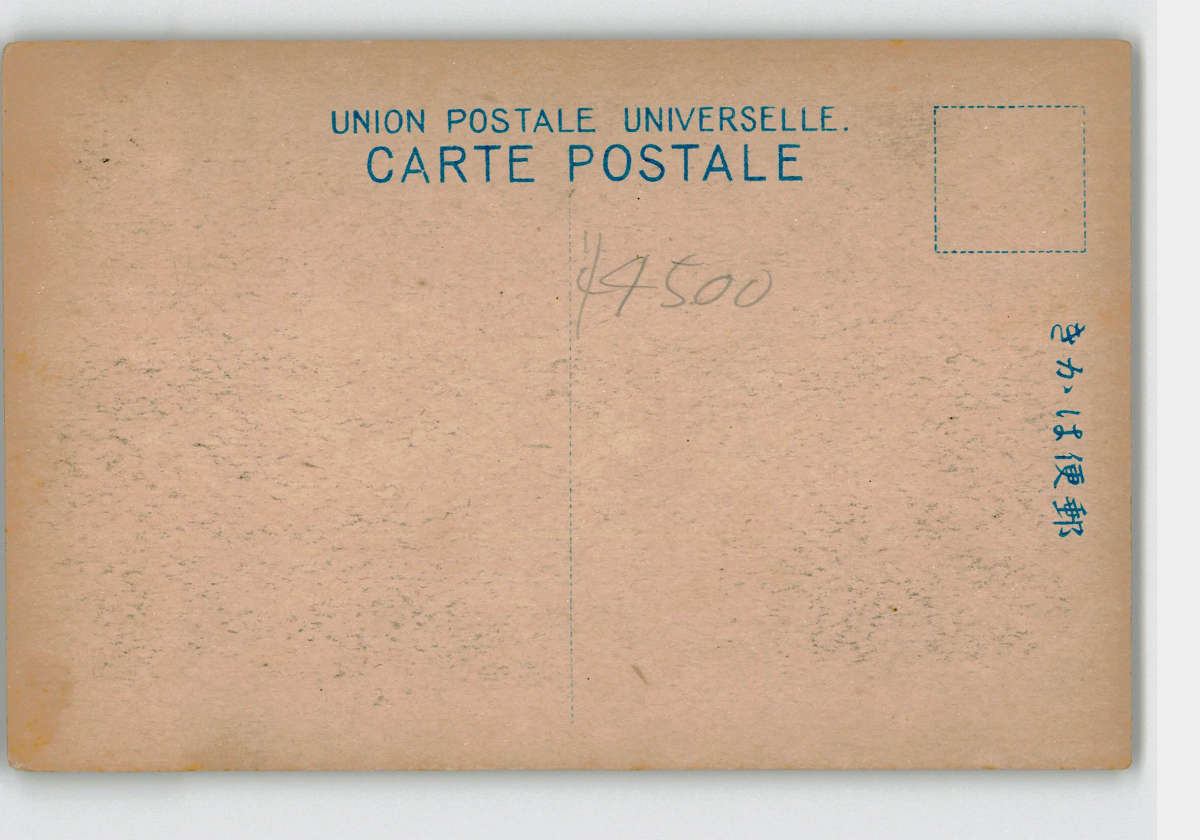 UNION POSTALE UNIVERSELLE.
CARTE POSTALE
¥4500
きかは便郵